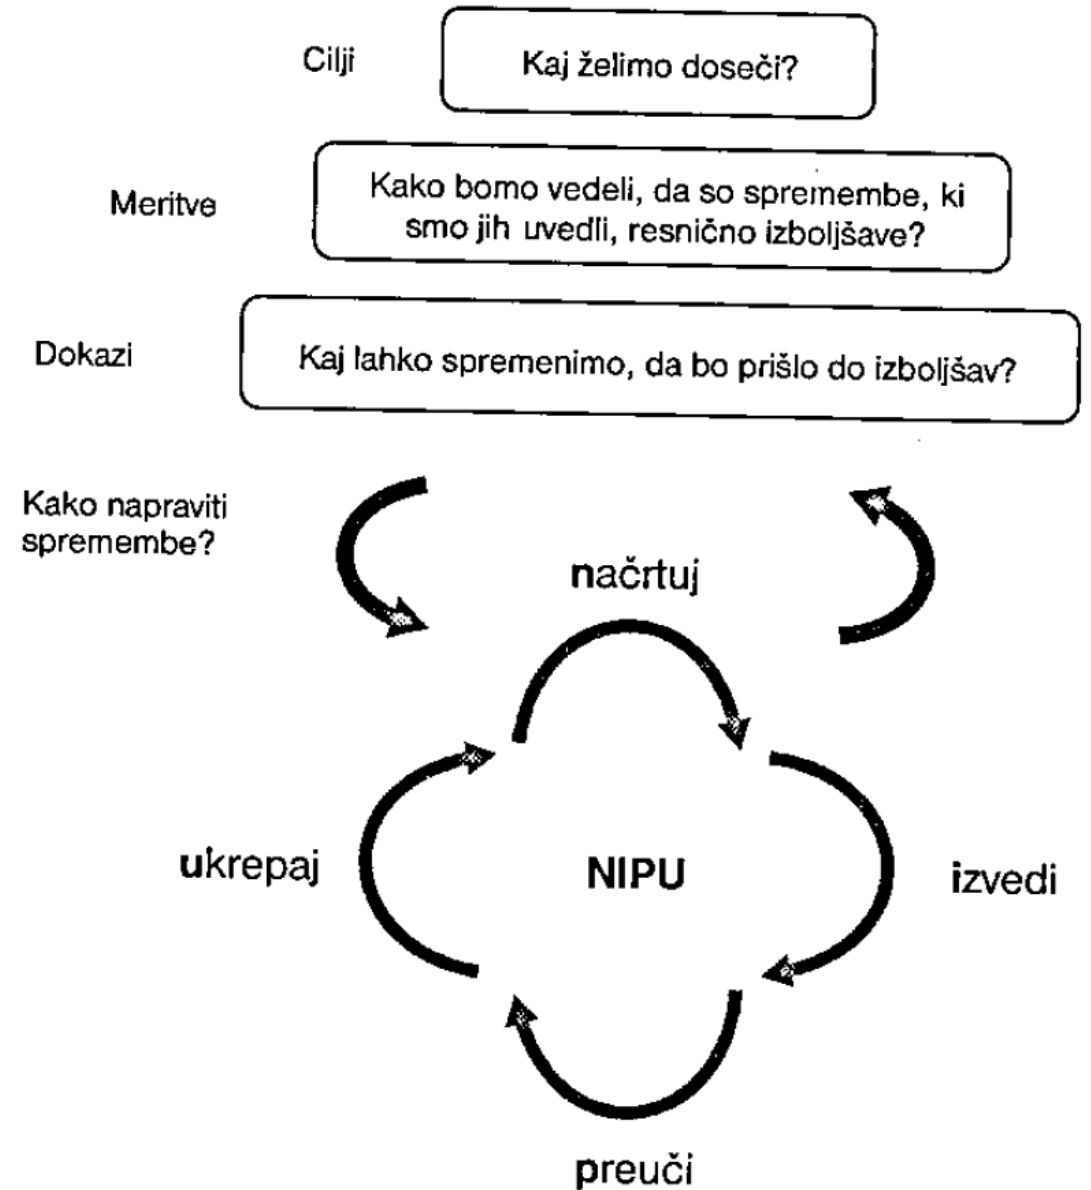 Cilji
Kaj želimo doseči?
Meritve
Kako bomo vedeli, da so spremembe, ki
smo jih uvedli, resnično izboljšave?
Dokazi
Kaj lahko spremenimo, da bo prišlo do izboljšav?
Kako napraviti
spremembe?
načrtuj
ukrepaj
NIPU
izvedi
preuči